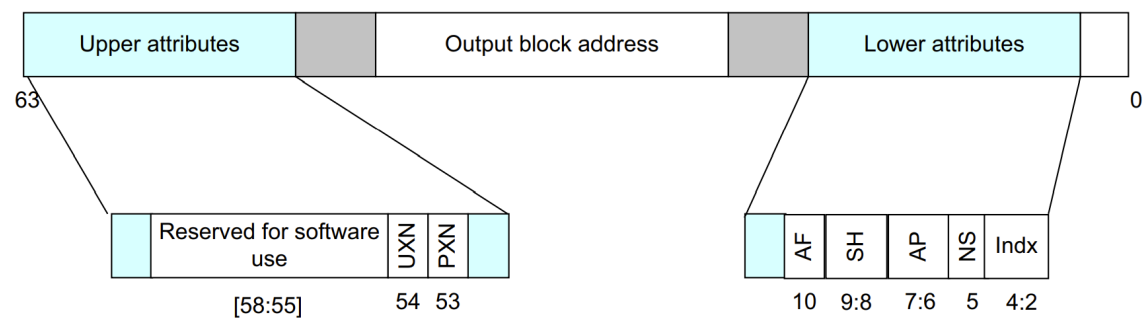 Upper attributes
Output block address
Lower attributes
63
0
Reserved for software
use
UXN
PXN
AF
SH
AP
NS
Indx
[58:55]
54
53
10
9:8
7:6
5
4:2